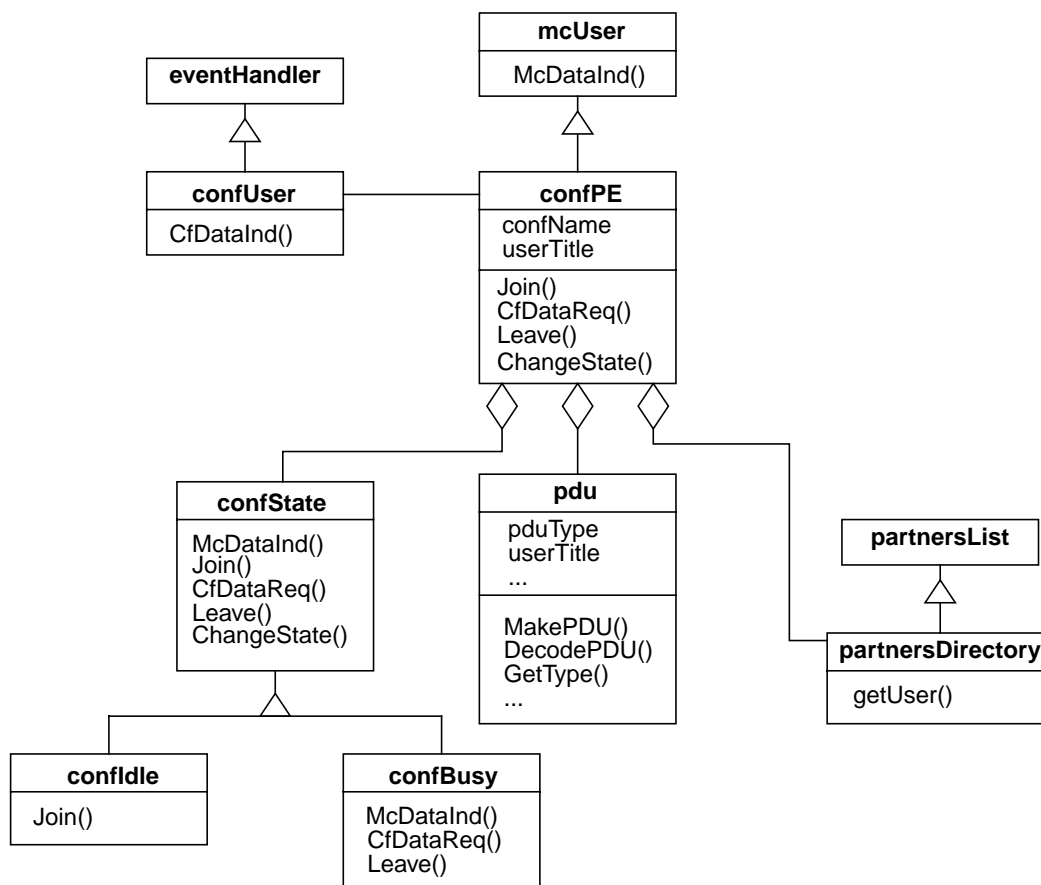 mcUser
McDataInd()
eventHandler
confUser
CfDataInd()
confPE
confName
userTitle
Join()
CfDataReq()
Leave()
ChangeState()
confState
McDataInd()
Join()
CfDataReq()
Leave()
ChangeState()
pdu
pduType
userTitle
...
MakePDU()
DecodePDU()
GetType()
...
partnersList
partnersDirectory
getUser()
confIdle
Join()
confBusy
McDataInd()
CfDataReq()
Leave()